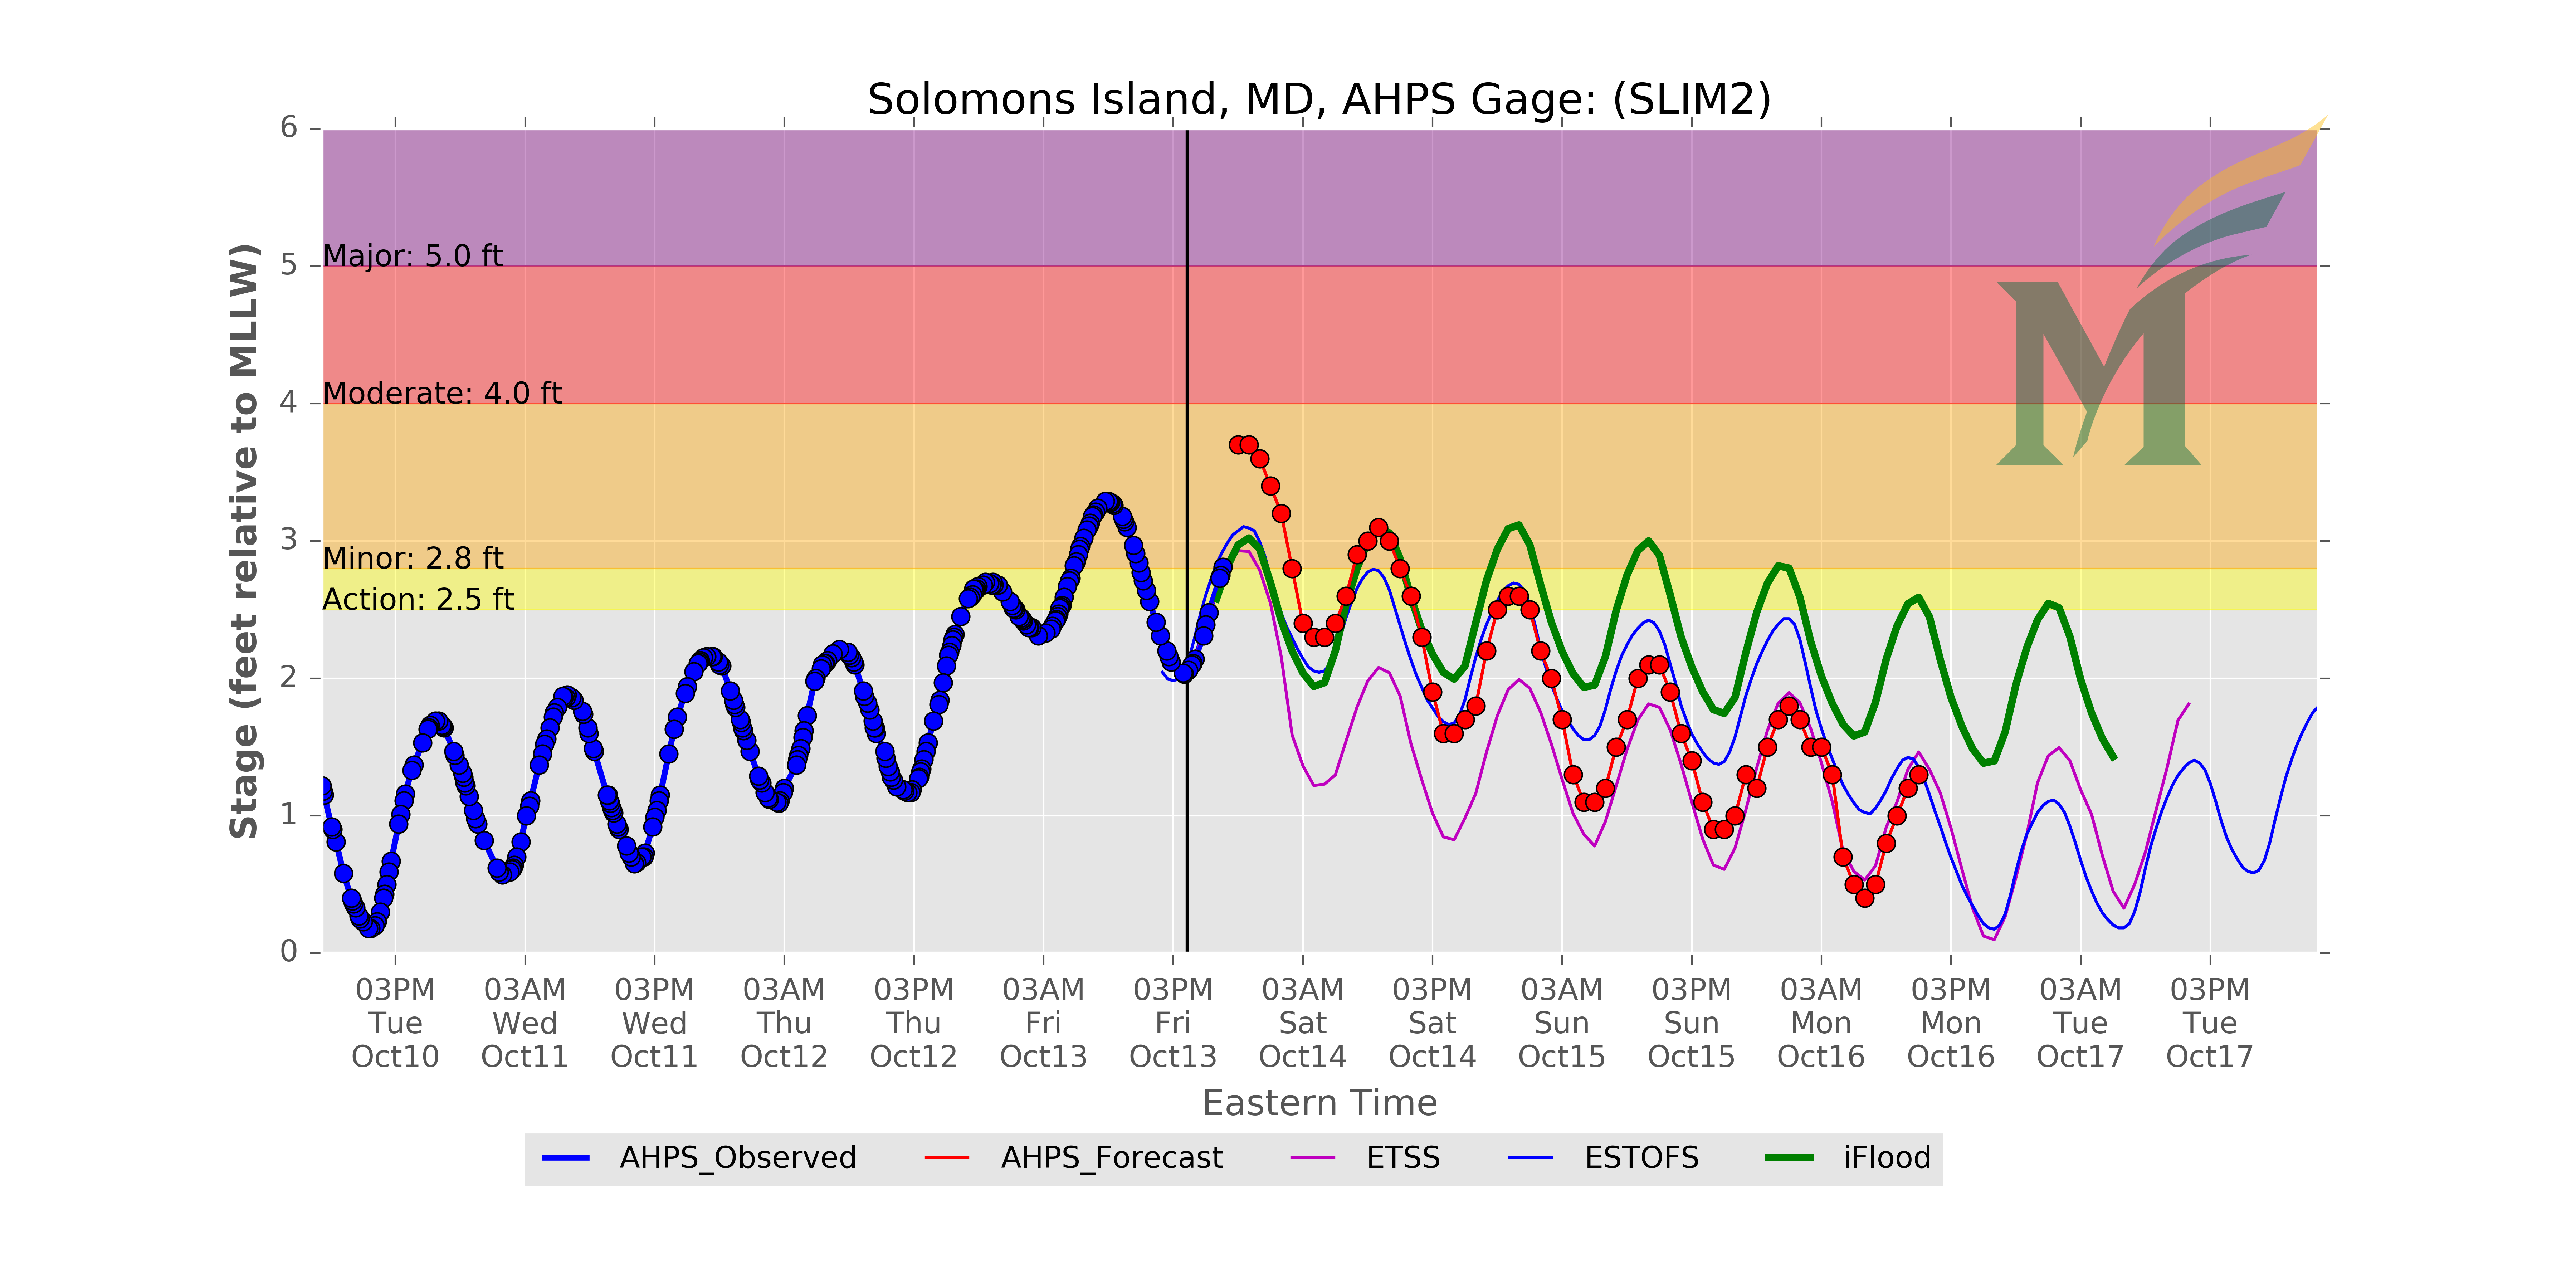 Solomons Island, MD, AHPS Gage: (SLIM2)
6
5
4
3
2
1
0
Stage (feet relative to MLLW)
Major: 5.0 ft
Moderate: 4.0 ft
Minor: 2.8 ft
Action: 2.5 ft
03PM 03AM 03PM 03AM 03PM 03AM 03PM 03AM 03PM 03AM 03PM 03AM 03PM 03AM 03PM
Tue Wed Wed Thu Thu Fri Fri Sat Sat Sun Sun Mon Mon Tue Tue
Oct10 Oct11 Oct11 Oct12 Oct12 Oct13 Oct13 Oct14 Oct14 Oct15 Oct15 Oct16 Oct16 Oct17 Oct17
Eastern Time
AHPS_Observed AHPS_Forecast ETSS ESTOFS iFlood